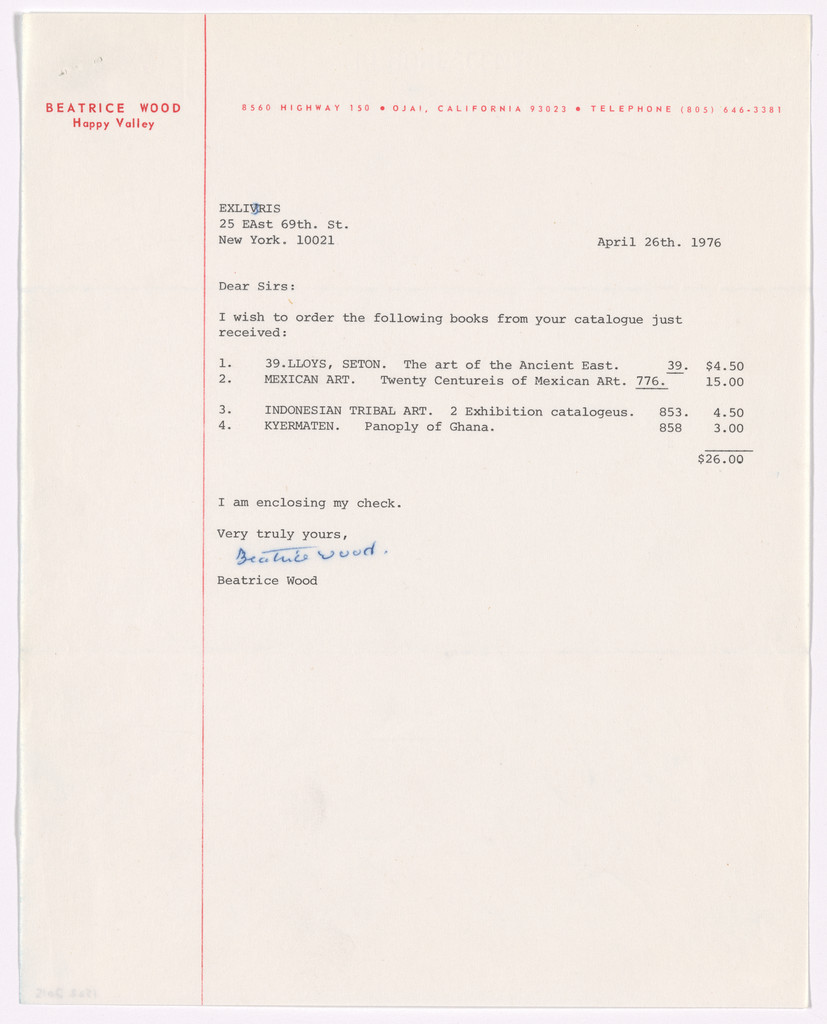 BEATRICE WOOD
Happy Valley
8560 HIGHWAY 150 • OJAI, CALIFORNIA 93023 • TELEPHONE (805) 646-3381
EXLIBRIS
25 EAst 69th. St.
New York. 10021
April 26th. 1976
Dear Sirs:
I wish to order the following books from your catalogue just
received:
1. 39.LLOYS, SETON. The art of the Ancient East. 39. $4.50
2. MEXICAN ART. Twenty Centureis of Mexican ARt. 776. 15.00
3. INDONESIAN TRIBAL ART. 2 Exhibition catalogeus. 853. 4.50
4. KYERMATEN. Panoply of Ghana. 858 3.00
$26.00
I am enclosing my check.
Very truly yours,
Beatrice Wood.
Beatrice Wood